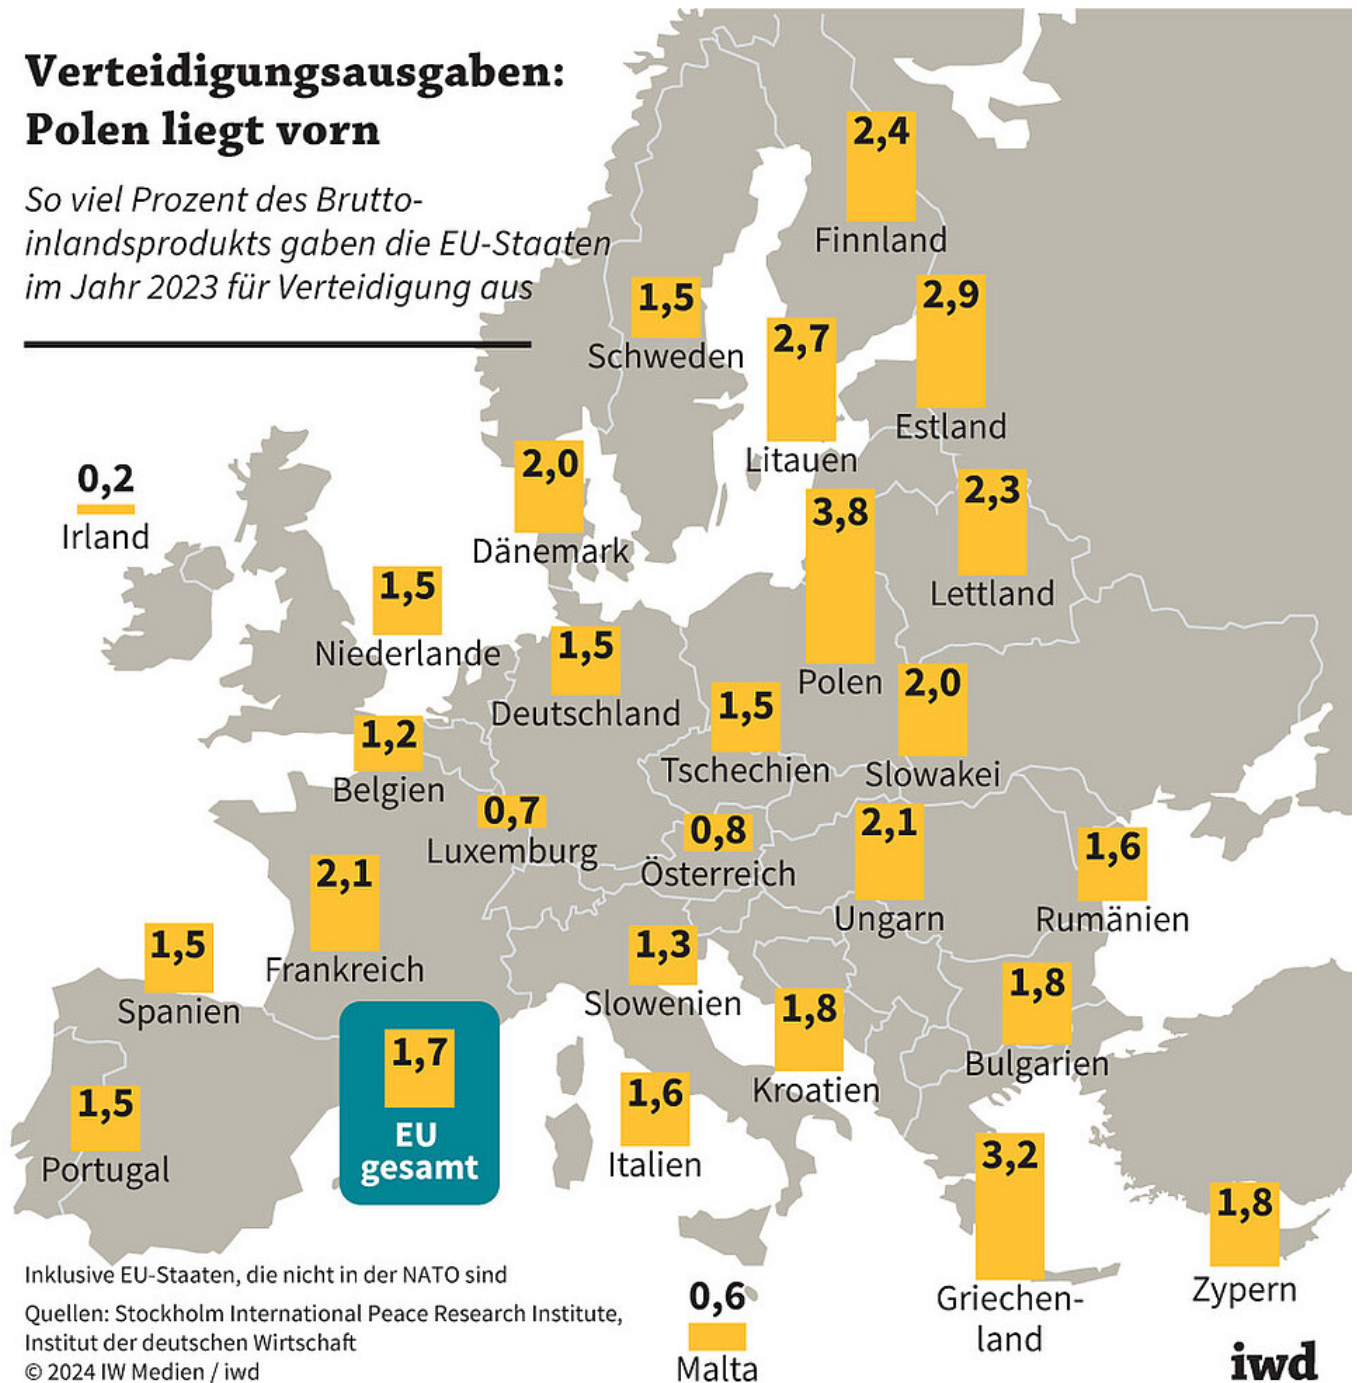 Verteidigungsausgaben:
Polen liegt vorn
So viel Prozent des Brutto-
inlandsprodukts gaben die EU-Staaten
im Jahr 2023 für Verteidigung aus
2,4
Finnland
1,5
Schweden
2,7
Litauen
2,9
Estland
0,2
Irland
2,0
Dänemark
3,8
Polen
2,3
Lettland
1,5
Niederlande
1,5
Deutschland
1,5
Tschechien
2,0
Slowakei
1,2
Belgien
0,7
Luxemburg
0,8
Österreich
2,1
Ungarn
1,6
Rumänien
2,1
Frankreich
1,5
Spanien
1,3
Slowenien
1,8
Kroatien
1,8
Bulgarien
1,7
EU
gesamt
1,5
Portugal
1,6
Italien
3,2
Griechen-
land
1,8
Zypern
0,6
Malta
Inklusive EU-Staaten, die nicht in der NATO sind
Quellen: Stockholm International Peace Research Institute,
Institut der deutschen Wirtschaft
© 2024 IW Medien / iwd
iwd